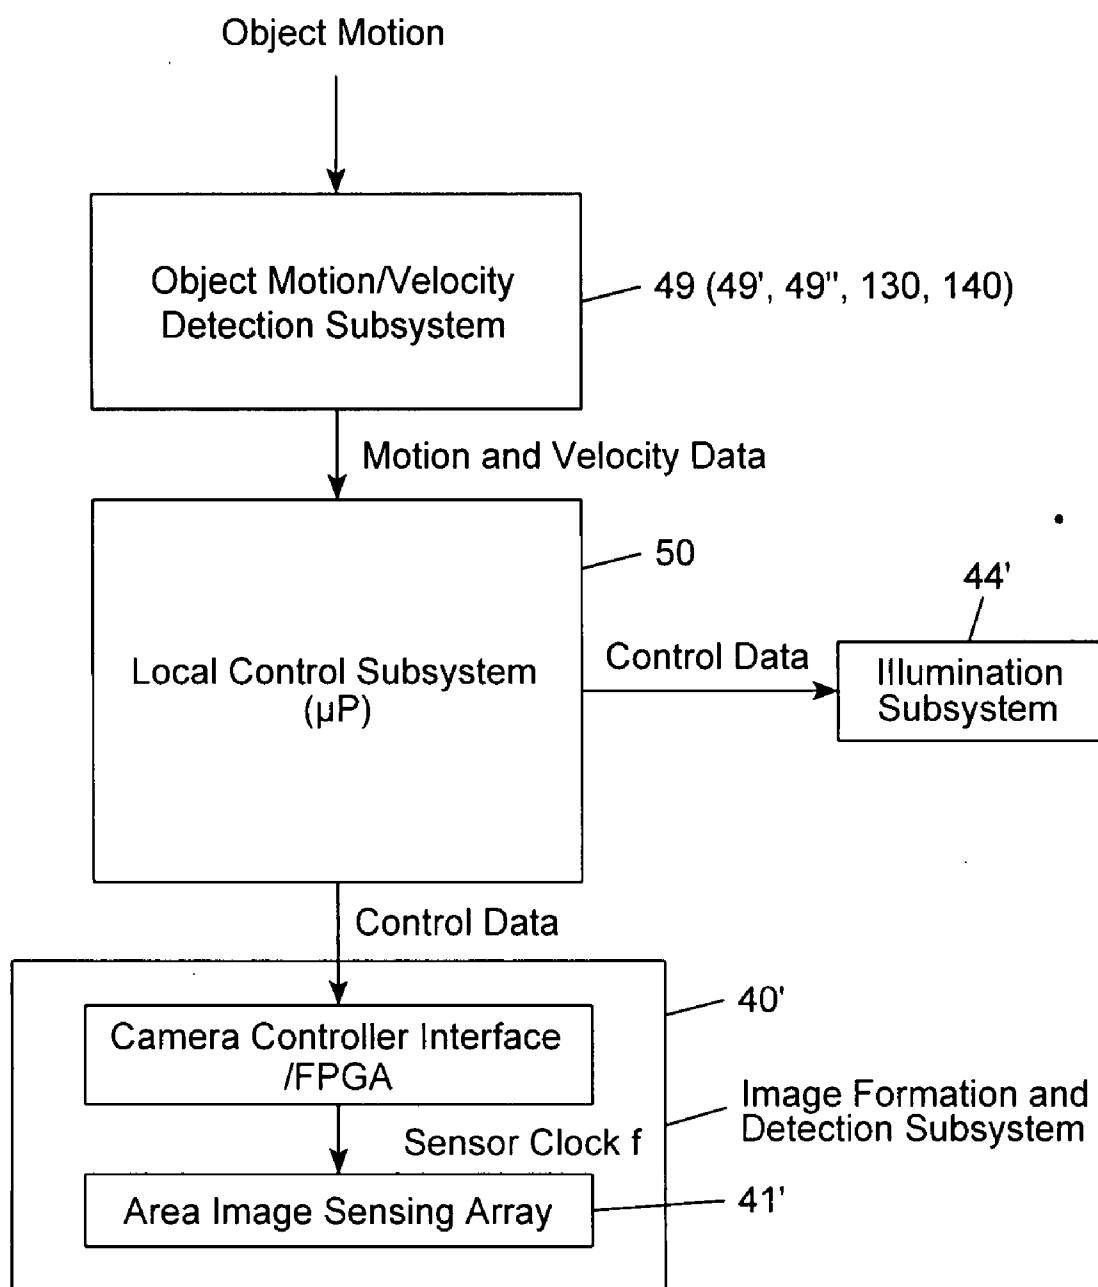 Object Motion
Object Motion/Velocity
Detection Subsystem
49 (49', 49", 130, 140)
Motion and Velocity Data
50
44'
Local Control Subsystem
(µP)
Control Data
Illumination
Subsystem
Control Data
40'
Camera Controller Interface
/FPGA
Image Formation and
Detection Subsystem
Sensor Clock f
Area Image Sensing Array
41'